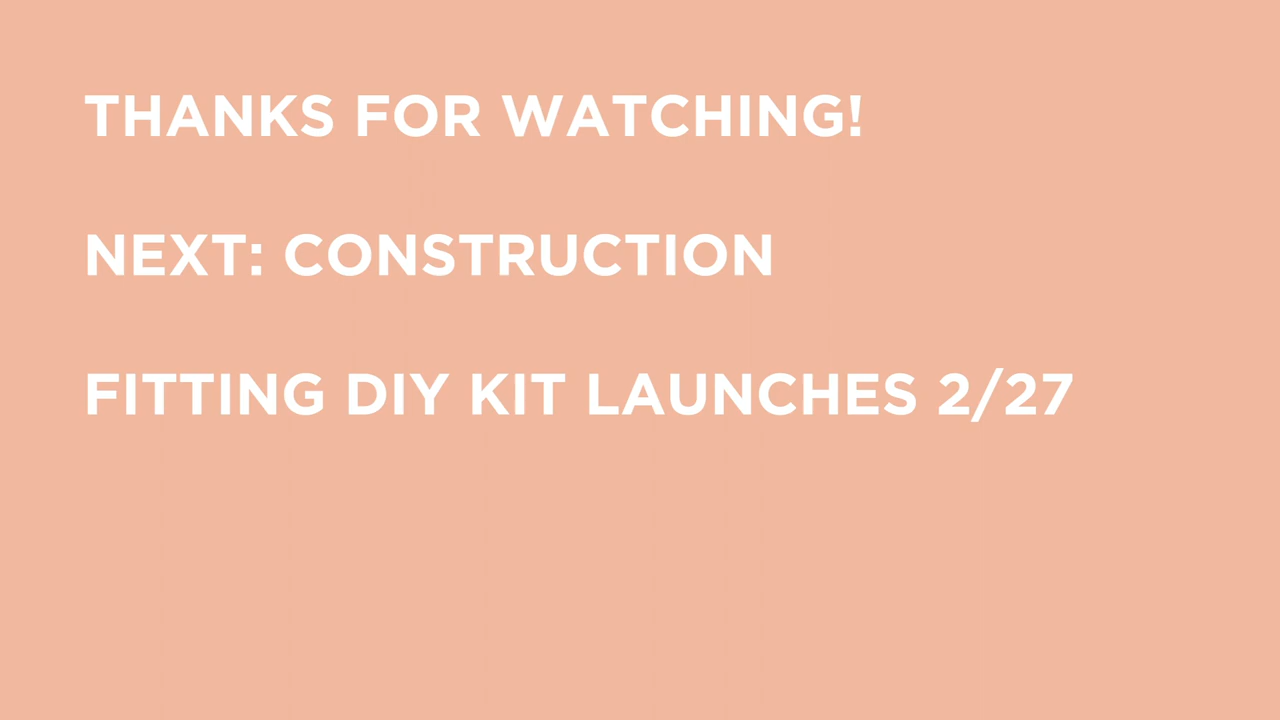 THANKS FOR WATCHING!
NEXT: CONSTRUCTION
FITTING DIY KIT LAUNCHES 2/27